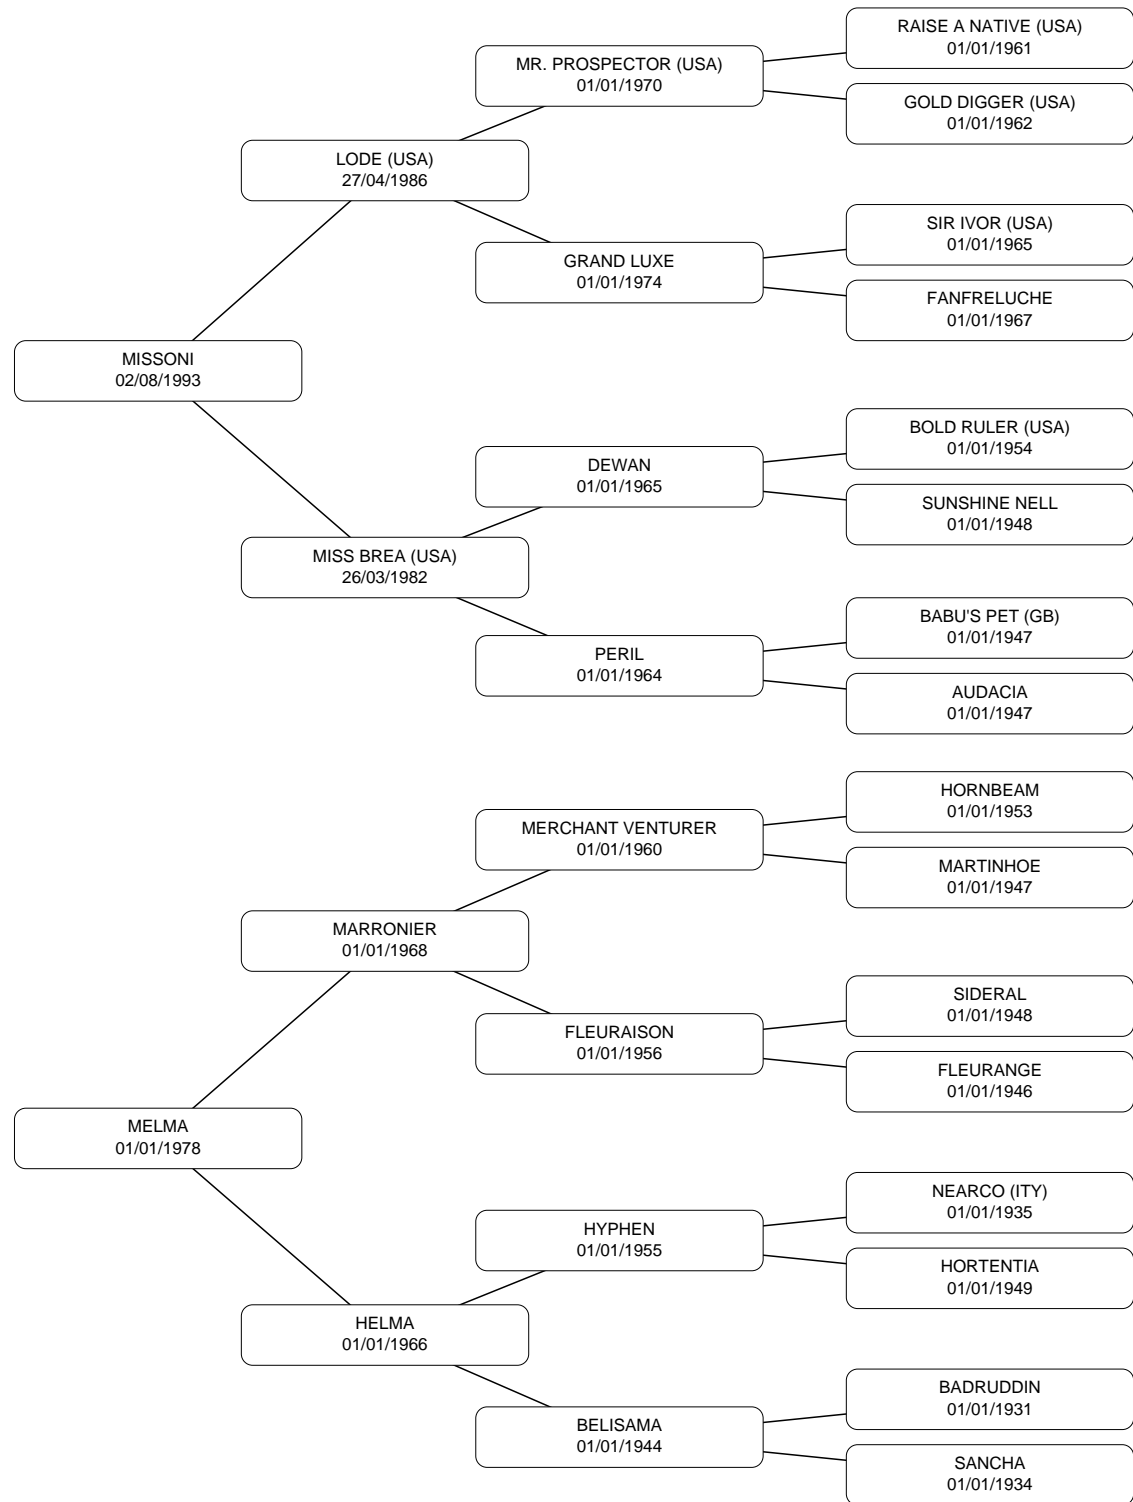 RAISE A NATIVE (USA)
01/01/1961
MR. PROSPECTOR (USA)
01/01/1970
GOLD DIGGER (USA)
01/01/1962
LODE (USA)
27/04/1986
SIR IVOR (USA)
01/01/1965
GRAND LUXE
01/01/1974
FANFRELUCHE
01/01/1967
MISSONI
02/08/1993
BOLD RULER (USA)
01/01/1954
DEWAN
01/01/1965
SUNSHINE NELL
01/01/1948
MISS BREA (USA)
26/03/1982
BABU'S PET (GB)
01/01/1947
PERIL
01/01/1964
AUDACIA
01/01/1947
HORNBEAM
01/01/1953
MERCHANT VENTURER
01/01/1960
MARTINHOE
01/01/1947
MARRONIER
01/01/1968
SIDERAL
01/01/1948
FLEURAISON
01/01/1956
FLEURANGE
01/01/1946
MELMA
01/01/1978
NEARCO (ITY)
01/01/1935
HYPHEN
01/01/1955
HORTENTIA
01/01/1949
HELMA
01/01/1966
BADRUDDIN
01/01/1931
BELISAMA
01/01/1944
SANCHA
01/01/1934